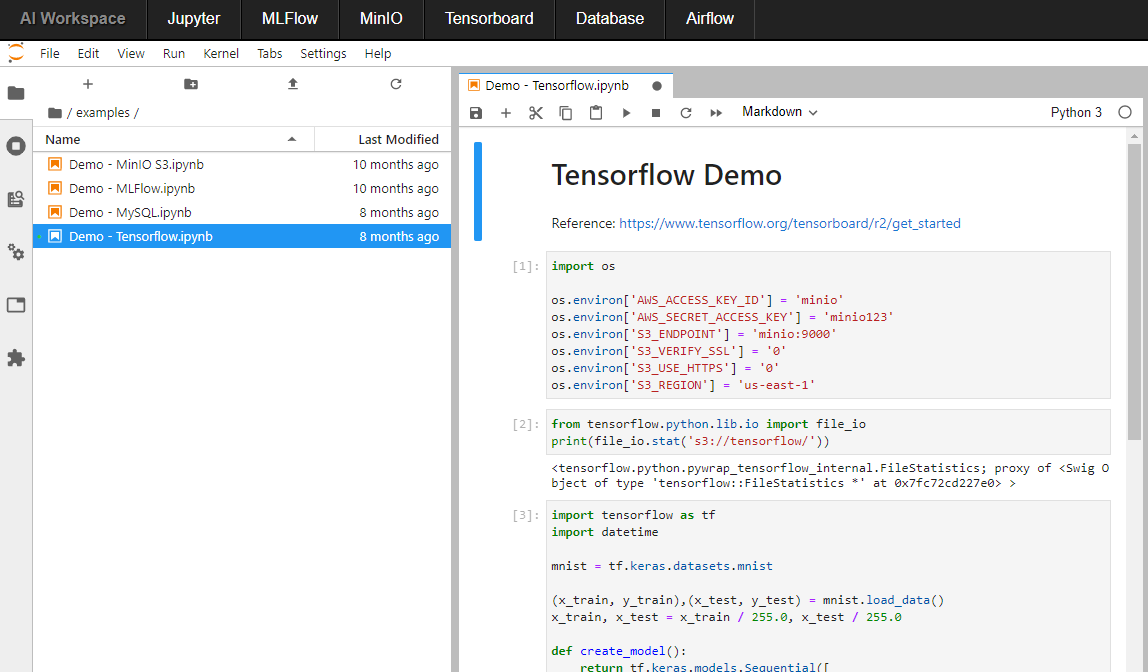 AI Workspace Jupyter MLFlow MinIO Tensorboard Database Airflow
File Edit View Run Kernel Tabs Settings Help
/ examples /
Name Last Modified
Demo - MinIO S3.ipynb 10 months ago
Demo - MLFlow.ipynb 10 months ago
Demo - MySQL.ipynb 8 months ago
Demo - Tensorflow.ipynb 8 months ago
Demo - Tensorflow.ipynb
Markdown Python 3
Tensorflow Demo
Reference: https://www.tensorflow.org/tensorboard/r2/get_started
[1]: import os
os.environ['AWS_ACCESS_KEY_ID'] = 'minio'
os.environ['AWS_SECRET_ACCESS_KEY'] = 'minio123'
os.environ['S3_ENDPOINT'] = 'minio:9000'
os.environ['S3_VERIFY_SSL'] = '0'
os.environ['S3_USE_HTTPS'] = '0'
os.environ['S3_REGION'] = 'us-east-1'
[2]: from tensorflow.python.lib.io import file_io
print(file_io.stat('s3://tensorflow/'))
<tensorflow.python.pywrap_tensorflow_internal.FileStatistics; proxy of <Swig O
bject of type 'tensorflow::FileStatistics *' at 0x7fc72cd227e0> >
[3]: import tensorflow as tf
import datetime
mnist = tf.keras.datasets.mnist
(x_train, y_train),(x_test, y_test) = mnist.load_data()
x_train, x_test = x_train / 255.0, x_test / 255.0
def create_model():
return tf.keras.models.Sequential([